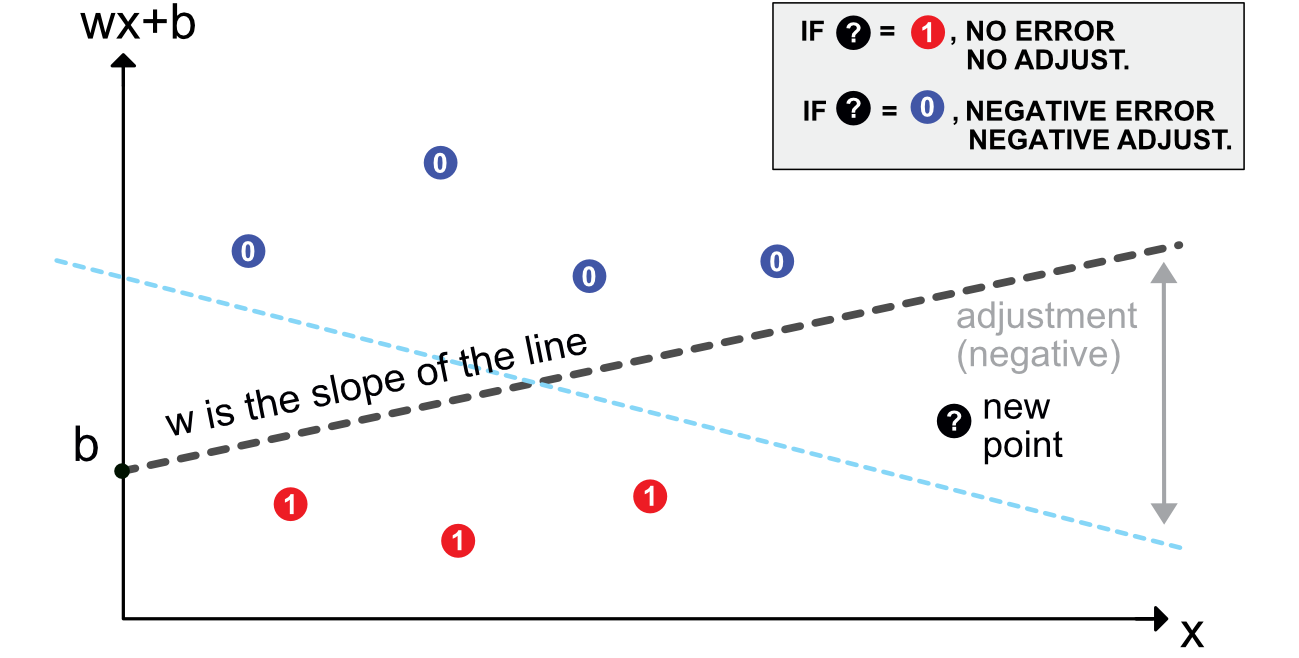 wx+b
IF ? = 1, NO ERROR
NO ADJUST.
IF ? = 0, NEGATIVE ERROR
NEGATIVE ADJUST.
0
0
0
0
adjustment
(negative)
w is the slope of the line
? new
point
b
1
1
1
x